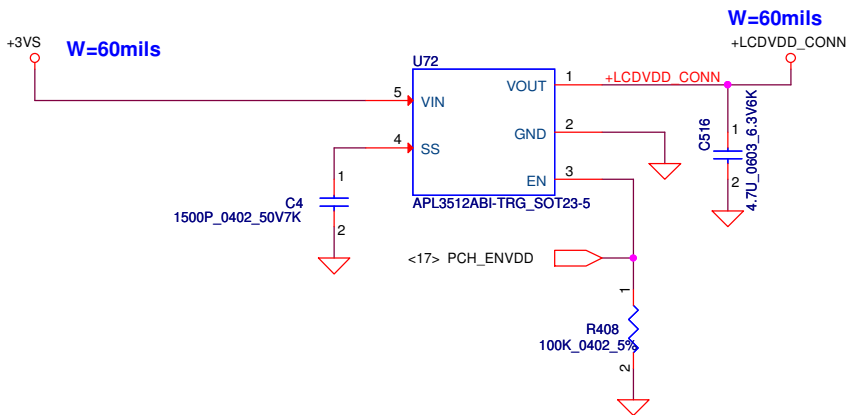 W=60mils
+3VS
W=60mils
+LCDVDD_CONN
U72
5
VIN
VOUT
1
+LCDVDD_CONN
4
SS
GND
2
EN
3
APL3512ABI-TRG_SOT23-5
1
C4
1500P_0402_50V7K
2
C516
4.7U_0603_6.3V6K
1
2
<17> PCH_ENVDD
1
R408
100K_0402_5%
2